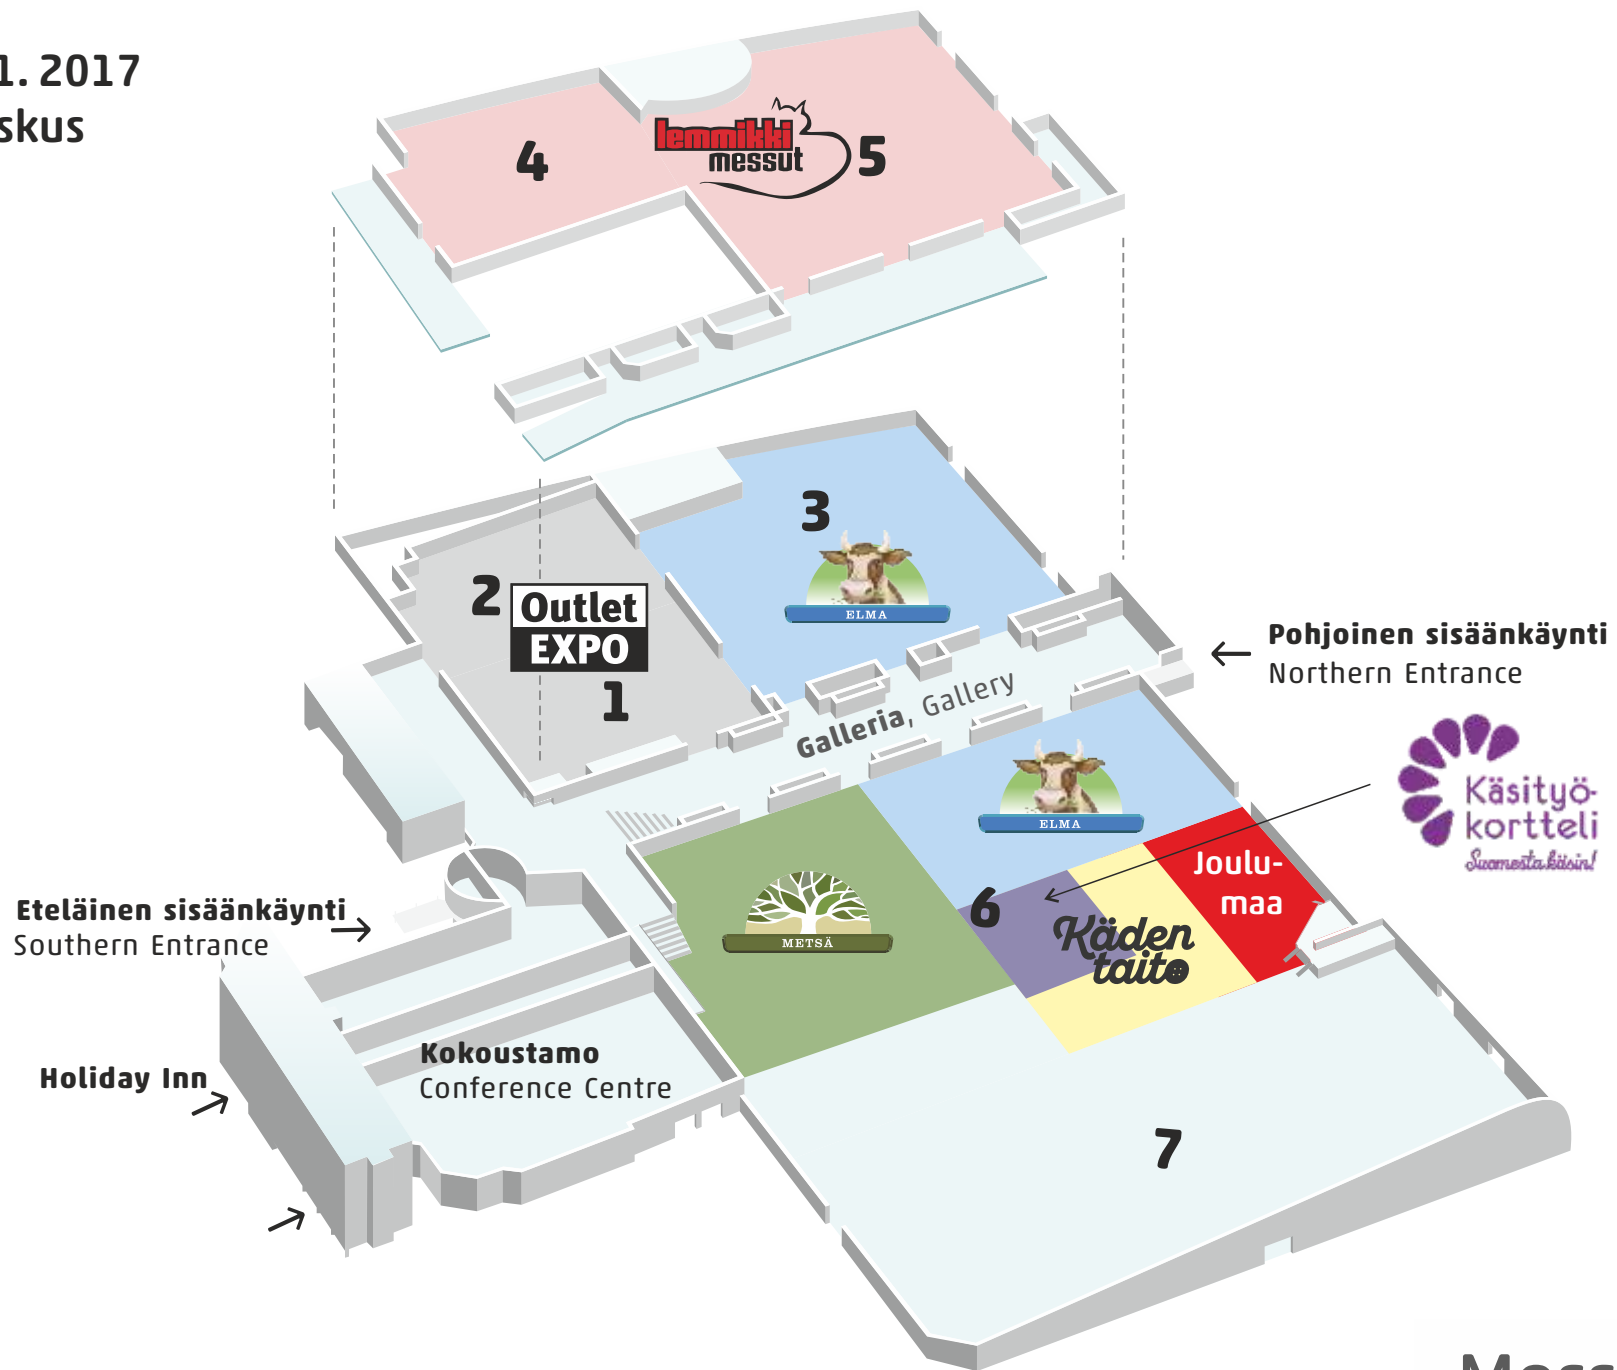 1. 2017
skus
4
lemmikki
messut
5
3
ELMA
2
Outlet
EXPO
1
Galleria, Gallery
Pohjoinen sisäänkäynti
Northern Entrance
ELMA
Käsityö-
kortteli
Suomesta käsin!
Joulu-
maa
6
Käden
taito
METSÄ
Eteläinen sisäänkäynti
Southern Entrance
Kokoustamo
Conference Centre
Holiday Inn
7